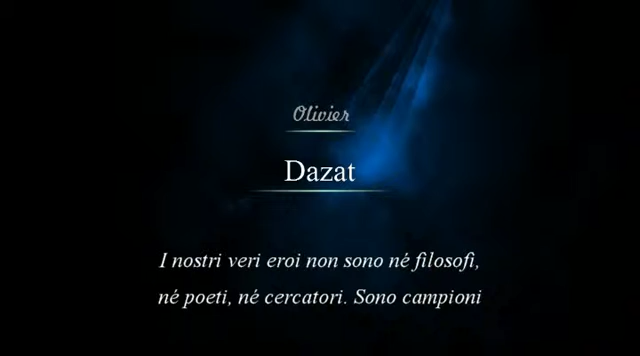 Olivier
Dazat
I nostri veri eroi non sono né filosofi,
né poeti, né cercatori. Sono campioni